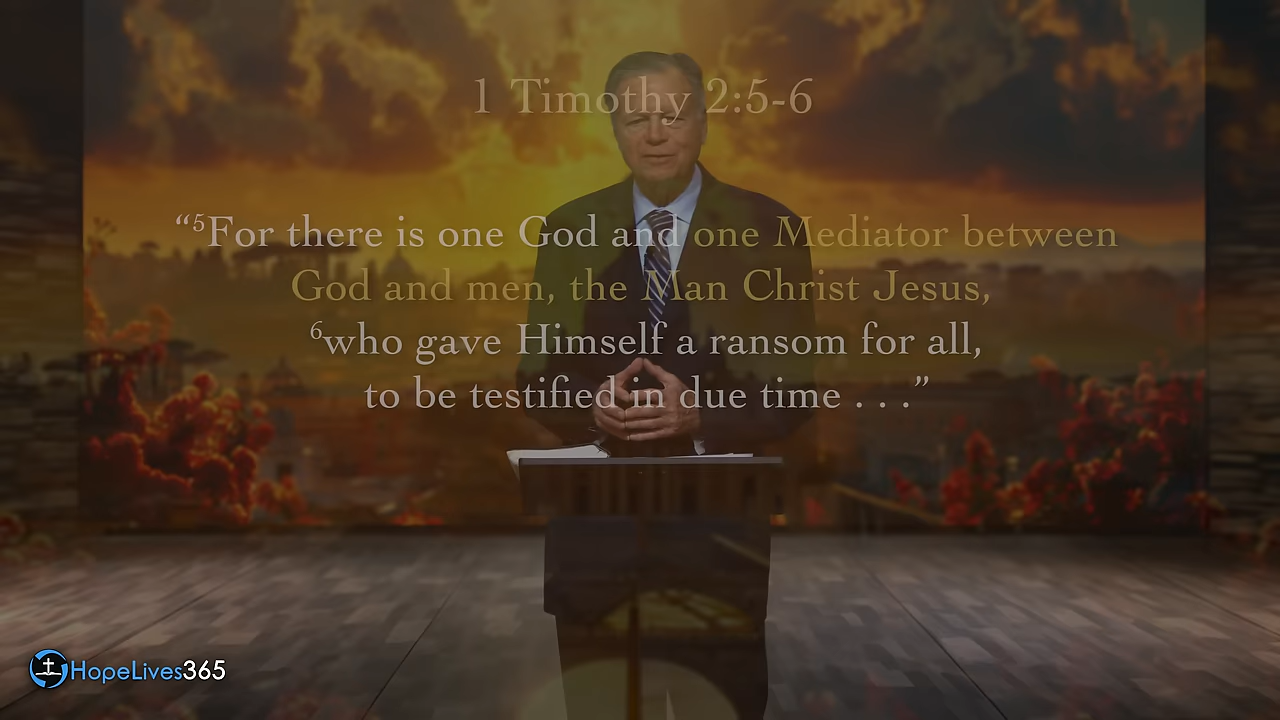 1 Timothy 2:5-6
“⁵For there is one God and one Mediator between
God and men, the Man Christ Jesus,
⁶who gave Himself a ransom for all,
to be testified in due time . . .”
HopeLives365